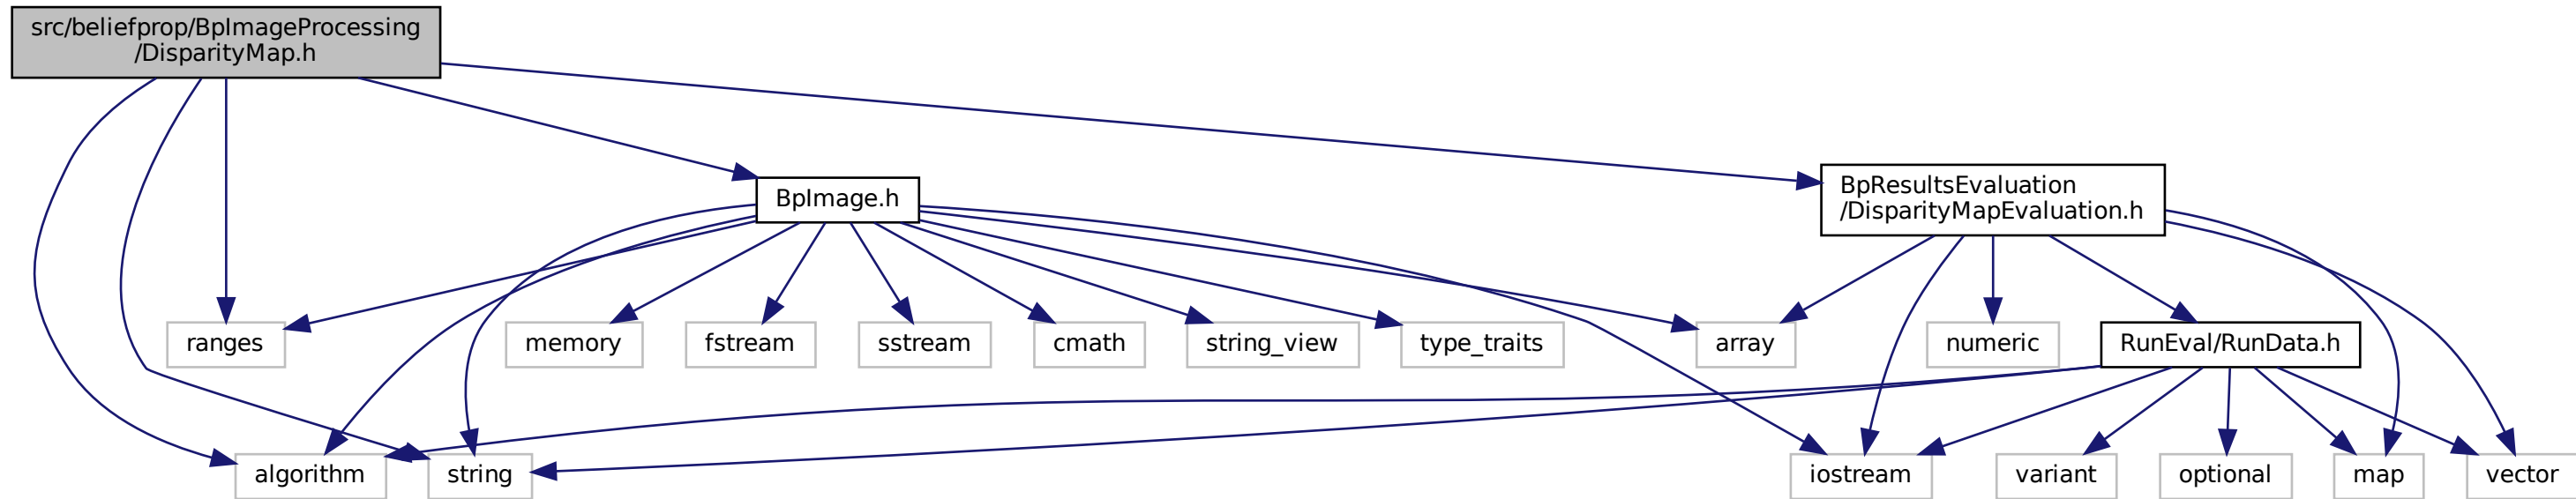 src/beliefprop/BpImageProcessing
/DisparityMap.h
BpImage.h
BpResultsEvaluation
/DisparityMapEvaluation.h
ranges
memory
fstream
sstream
cmath
string_view
type_traits
array
numeric
RunEval/RunData.h
algorithm
string
iostream
variant
optional
map
vector